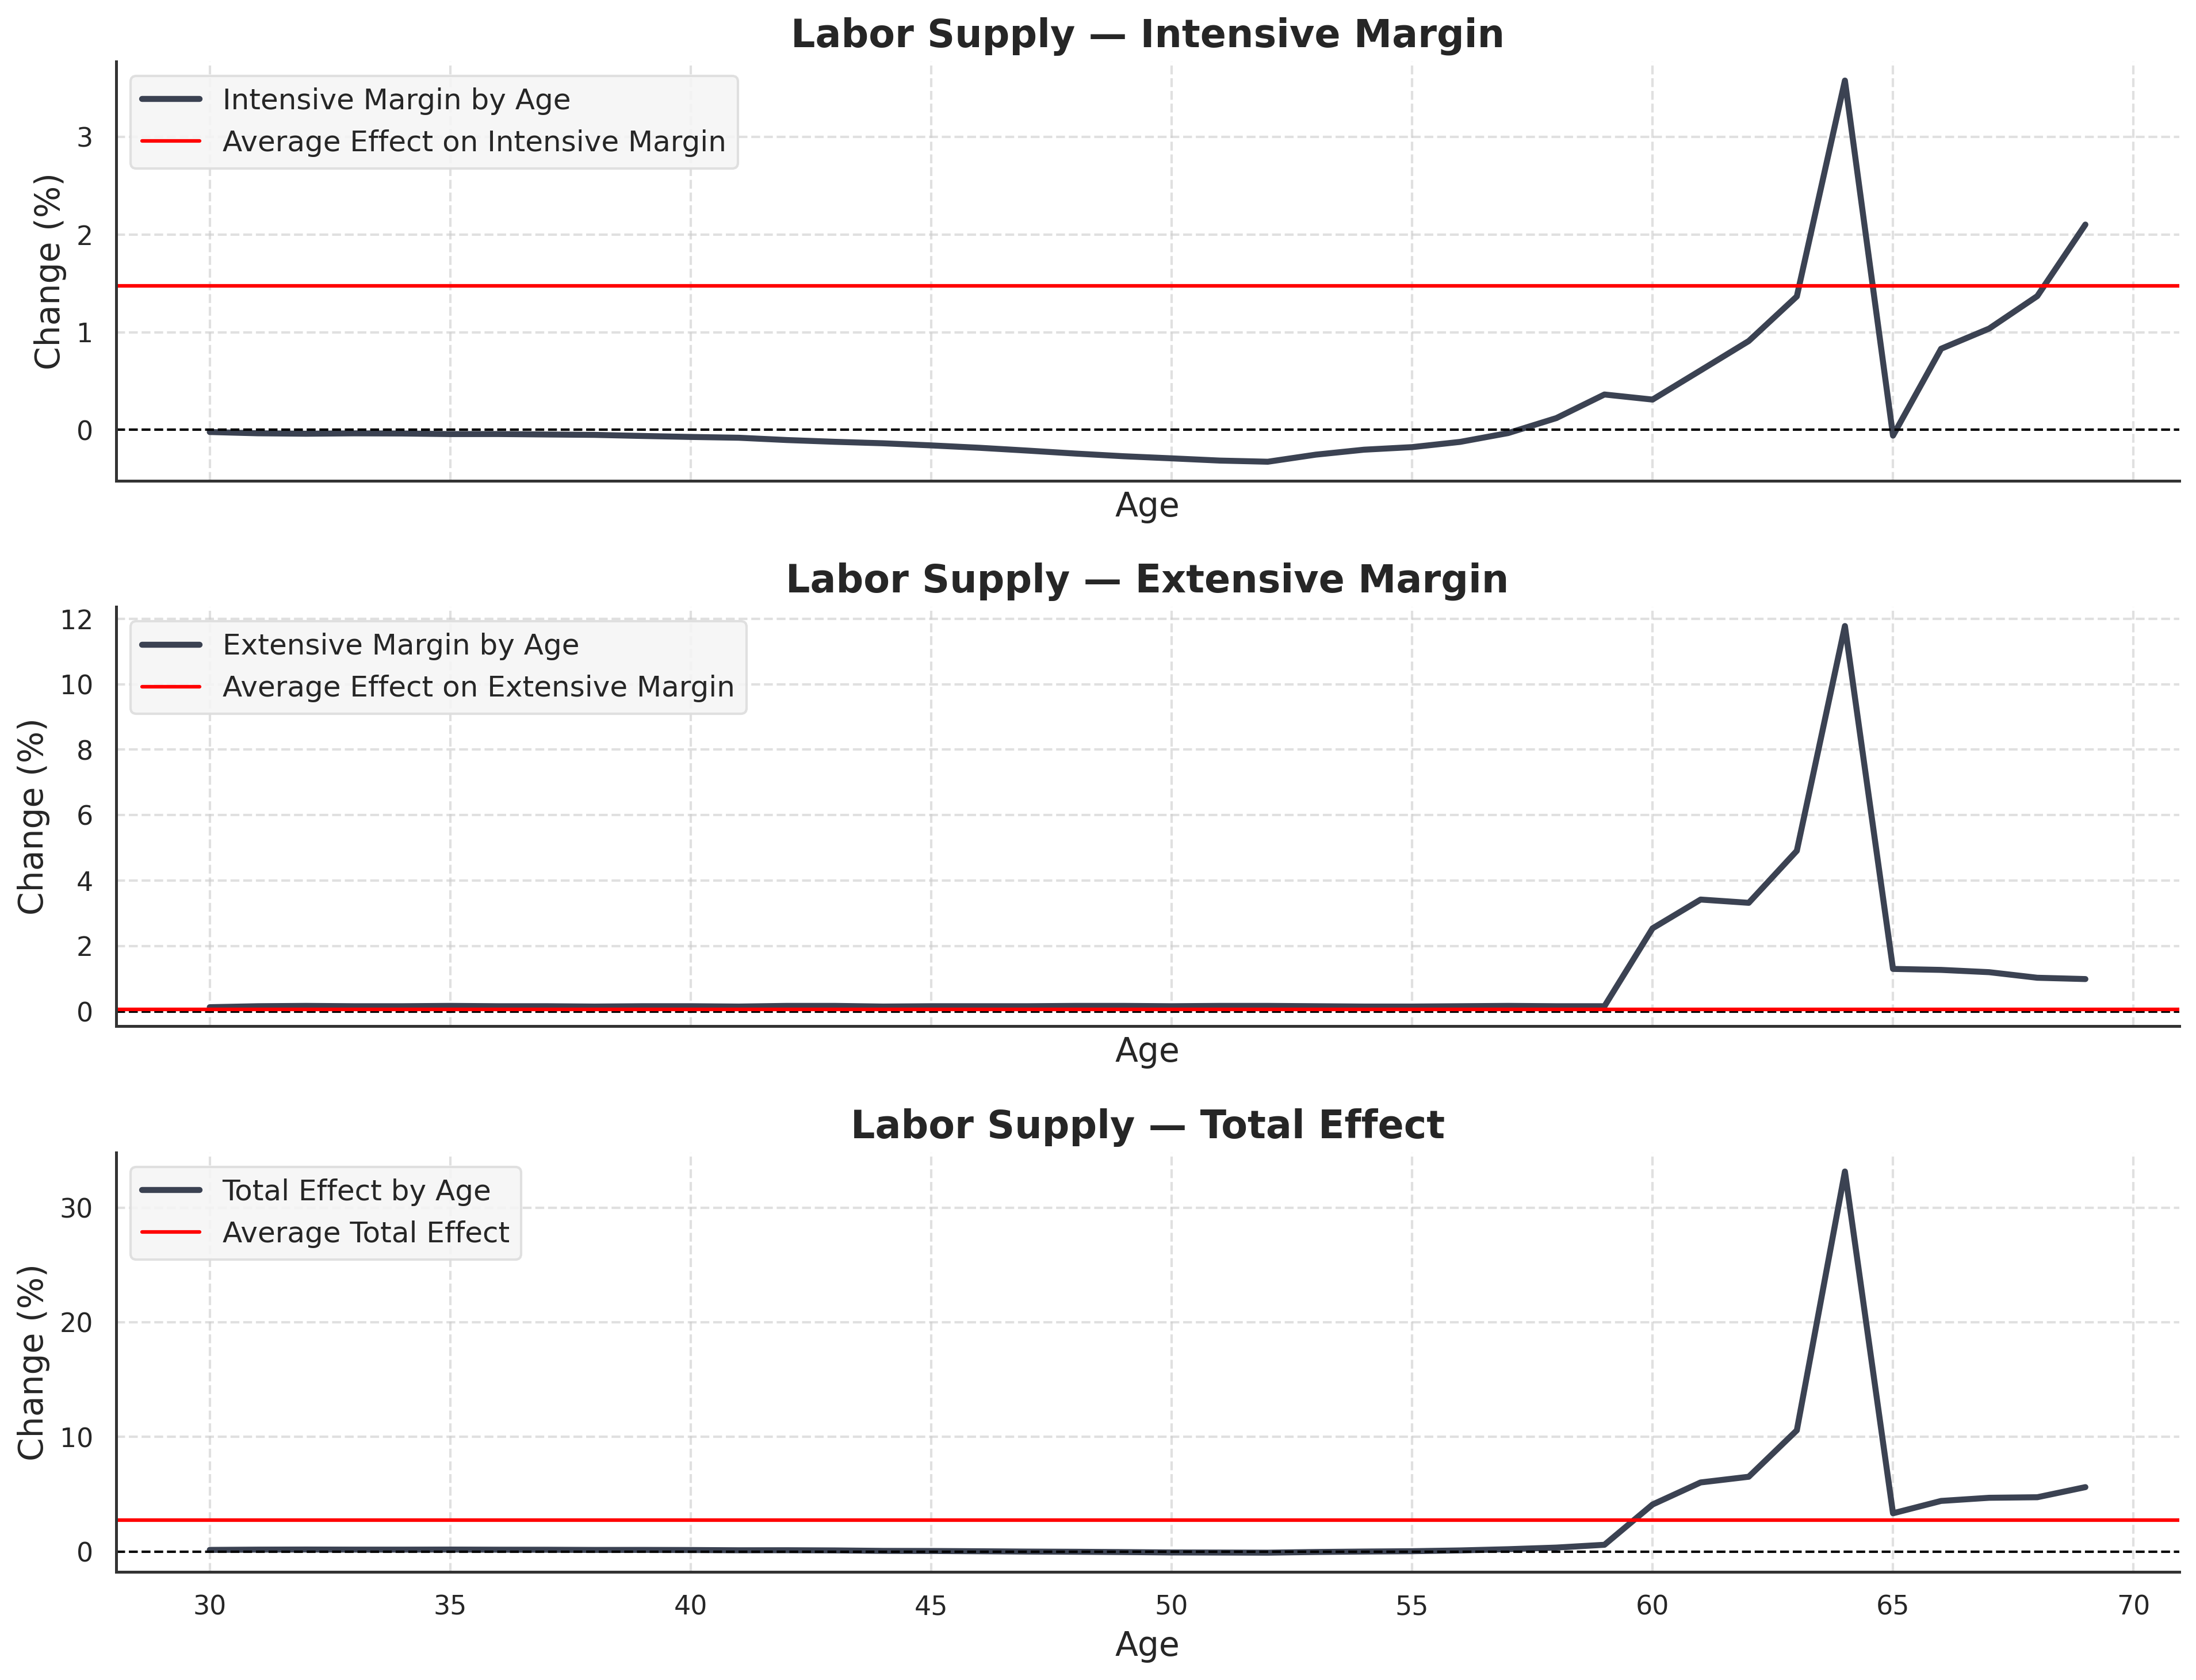 Labor Supply — Intensive Margin
Change (%)
3
2
1
0
Intensive Margin by Age
Average Effect on Intensive Margin
Age
Labor Supply — Extensive Margin
Change (%)
12
10
8
6
4
2
0
Extensive Margin by Age
Average Effect on Extensive Margin
Age
Labor Supply — Total Effect
Change (%)
30
20
10
0
Total Effect by Age
Average Total Effect
30 35 40 45 50 55 60 65 70
Age